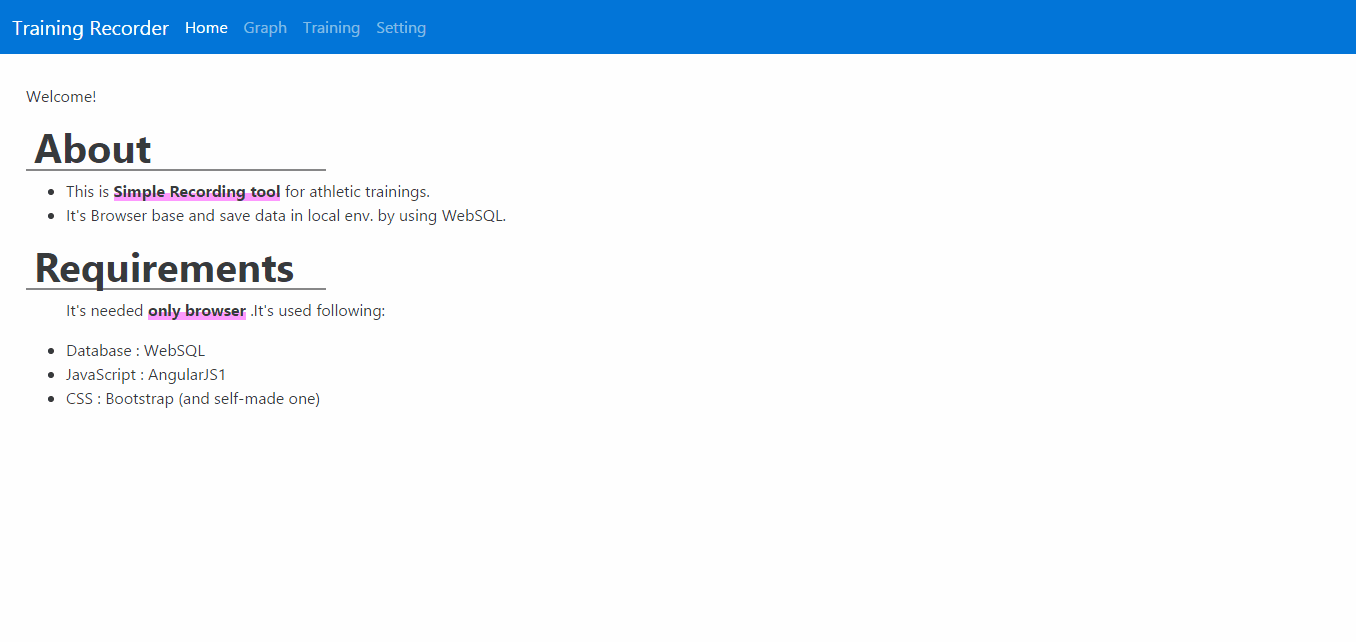 Training Recorder Home Graph Training Setting
Welcome!
About
This is Simple Recording tool for athletic trainings.
It's Browser base and save data in local env. by using WebSQL.
Requirements
It's needed only browser .It's used following:
Database : WebSQL
JavaScript : AngularJS1
CSS : Bootstrap (and self-made one)